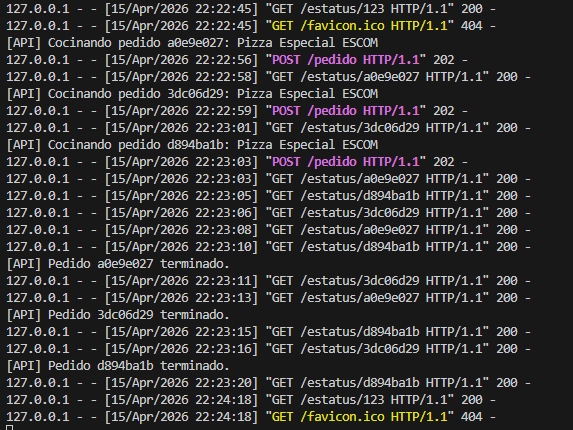 127.0.0.1 - - [15/Apr/2026 22:22:45] "GET /estatus/123 HTTP/1.1" 200 -
127.0.0.1 - - [15/Apr/2026 22:22:45] "GET /favicon.ico HTTP/1.1" 404 -
[API] Cocinando pedido a0e9e027: Pizza Especial ESCOM
127.0.0.1 - - [15/Apr/2026 22:22:56] "POST /pedido HTTP/1.1" 202 -
127.0.0.1 - - [15/Apr/2026 22:22:58] "GET /estatus/a0e9e027 HTTP/1.1" 200 -
[API] Cocinando pedido 3dc06d29: Pizza Especial ESCOM
127.0.0.1 - - [15/Apr/2026 22:22:59] "POST /pedido HTTP/1.1" 202 -
127.0.0.1 - - [15/Apr/2026 22:23:01] "GET /estatus/3dc06d29 HTTP/1.1" 200 -
[API] Cocinando pedido d894ba1b: Pizza Especial ESCOM
127.0.0.1 - - [15/Apr/2026 22:23:03] "POST /pedido HTTP/1.1" 202 -
127.0.0.1 - - [15/Apr/2026 22:23:03] "GET /estatus/a0e9e027 HTTP/1.1" 200 -
127.0.0.1 - - [15/Apr/2026 22:23:05] "GET /estatus/d894ba1b HTTP/1.1" 200 -
127.0.0.1 - - [15/Apr/2026 22:23:06] "GET /estatus/3dc06d29 HTTP/1.1" 200 -
127.0.0.1 - - [15/Apr/2026 22:23:08] "GET /estatus/a0e9e027 HTTP/1.1" 200 -
127.0.0.1 - - [15/Apr/2026 22:23:10] "GET /estatus/d894ba1b HTTP/1.1" 200 -
[API] Pedido a0e9e027 terminado.
127.0.0.1 - - [15/Apr/2026 22:23:11] "GET /estatus/3dc06d29 HTTP/1.1" 200 -
127.0.0.1 - - [15/Apr/2026 22:23:13] "GET /estatus/a0e9e027 HTTP/1.1" 200 -
[API] Pedido 3dc06d29 terminado.
127.0.0.1 - - [15/Apr/2026 22:23:15] "GET /estatus/d894ba1b HTTP/1.1" 200 -
127.0.0.1 - - [15/Apr/2026 22:23:16] "GET /estatus/3dc06d29 HTTP/1.1" 200 -
[API] Pedido d894ba1b terminado.
127.0.0.1 - - [15/Apr/2026 22:23:20] "GET /estatus/d894ba1b HTTP/1.1" 200 -
127.0.0.1 - - [15/Apr/2026 22:24:18] "GET /estatus/123 HTTP/1.1" 200 -
127.0.0.1 - - [15/Apr/2026 22:24:18] "GET /favicon.ico HTTP/1.1" 404 -